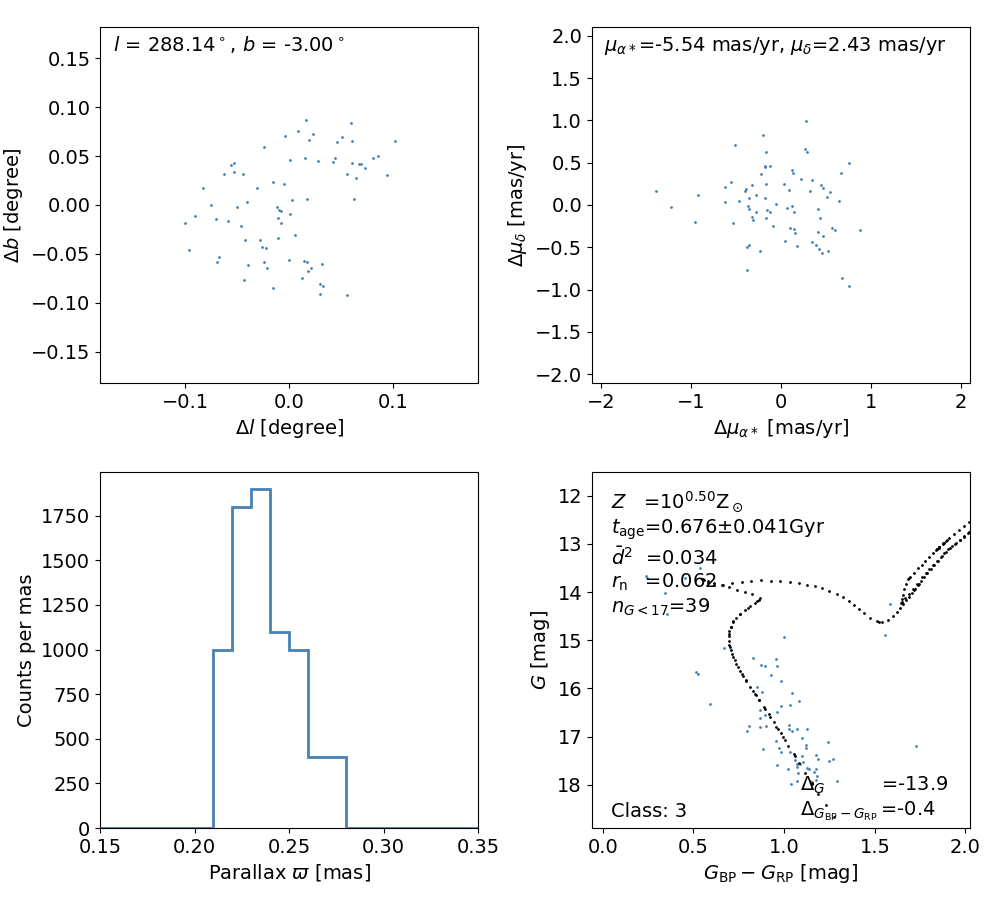 l = 288.14°, b = -3.00°
0.15
0.10
0.05
0.00
−0.05
−0.10
−0.15
Δb [degree]
−0.1 0.0 0.1
Δl [degree]
μα*=-5.54 mas/yr, μδ=2.43 mas/yr
2.0
1.5
1.0
0.5
0.0
−0.5
−1.0
−1.5
−2.0
Δμδ [mas/yr]
−2 −1 0 1 2
Δμα* [mas/yr]
1750
1500
1250
1000
750
500
250
0
Counts per mas
0.15 0.20 0.25 0.30 0.35
Parallax ϖ [mas]
Z =10^0.50 Z⊙
t_age=0.676±0.041Gyr
d̄² =0.034
r_n =0.062
n_G<17=39
12
13
14
15
16
17
18
G [mag]
Δ_G =-13.9
Δ_GBP−GRP =-0.4
Class: 3
0.0 0.5 1.0 1.5 2.0
G_BP − G_RP [mag]